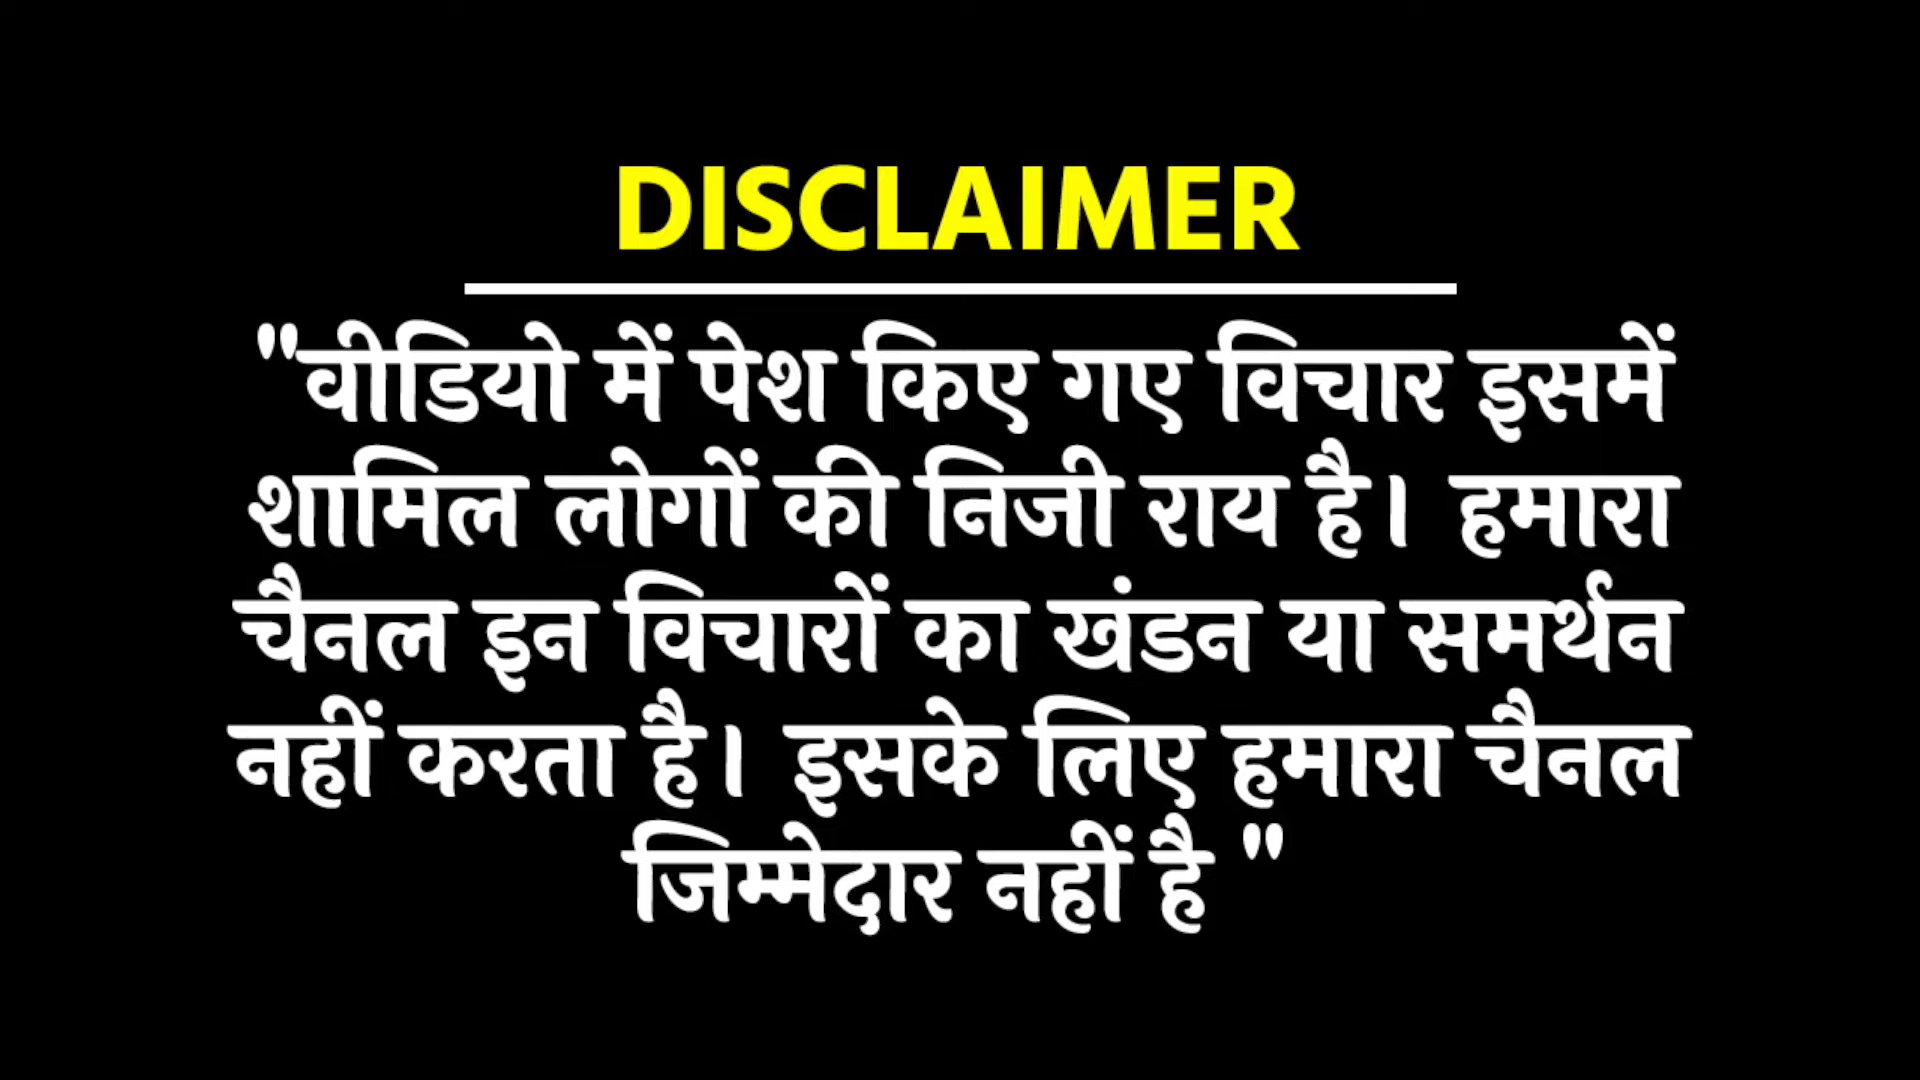 DISCLAIMER
"वीडियो में पेश किए गए विचार इसमें
शामिल लोगों की निजी राय है। हमारा
चैनल इन विचारों का खंडन या समर्थन
नहीं करता है। इसके लिए हमारा चैनल
जिम्मेदार नहीं है "